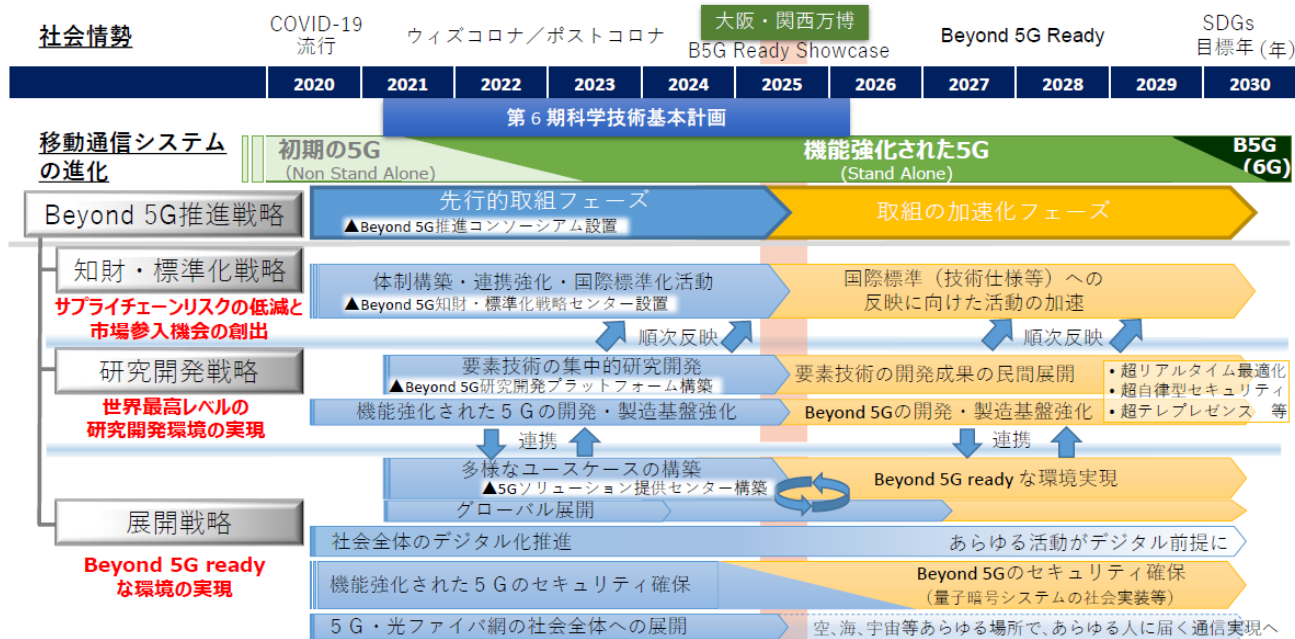 社会情勢
COVID-19
流行
ウィズコロナ／ポストコロナ
大阪・関西万博
B5G Ready Showcase
Beyond 5G Ready
SDGs
目標年 (年)
2020 2021 2022 2023 2024 2025 2026 2027 2028 2029 2030
第６期科学技術基本計画
移動通信システム
の進化
初期の5G
(Non Stand Alone)
機能強化された5G
(Stand Alone)
B5G
(6G)
Beyond 5G推進戦略
先行的取組フェーズ
▲Beyond 5G推進コンソーシアム設置
取組の加速化フェーズ
知財・標準化戦略
サプライチェーンリスクの低減と
市場参入機会の創出
体制構築・連携強化・国際標準化活動
▲Beyond 5G知財・標準化戦略センター設置
国際標準（技術仕様等）への
反映に向けた活動の加速
順次反映
順次反映
研究開発戦略
世界最高レベルの
研究開発環境の実現
要素技術の集中的研究開発
▲Beyond 5G研究開発プラットフォーム構築
要素技術の開発成果の民間展開
• 超リアルタイム最適化
• 超自律型セキュリティ
• 超テレプレゼンス 等
機能強化された５Ｇの開発・製造基盤強化
Beyond 5Gの開発・製造基盤強化
連携
連携
多様なユースケースの構築
▲5Gソリューション提供センター構築
Beyond 5G ready な環境実現
グローバル展開
展開戦略
Beyond 5G ready
な環境の実現
社会全体のデジタル化推進
あらゆる活動がデジタル前提に
機能強化された５Ｇのセキュリティ確保
Beyond 5Gのセキュリティ確保
（量子暗号システムの社会実装等）
５Ｇ・光ファイバ網の社会全体への展開
空、海、宇宙等あらゆる場所で、あらゆる人に届く通信実現へ